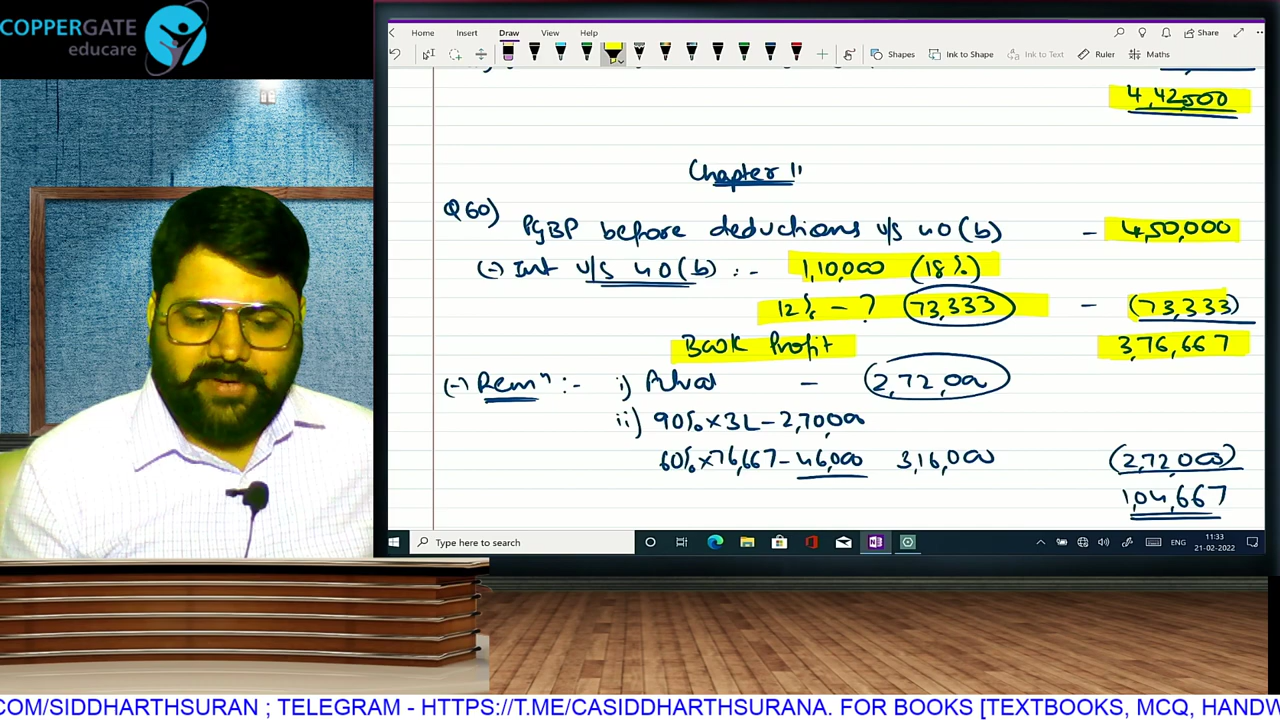 COPPERGATE
educare
Home Insert Draw View Help
Share
Shapes Ink to Shape Ink to Text Ruler Maths
4,42,500
Chapter 11
Q60) PGBP before deductions u/s 40(b) - 4,50,000
(-) Int u/s 40(b) :- 1,10,000 (18%)
12% - ? 73,333 - (73,333)
Book Profit 3,76,667
(-) Remn :- i) Actual - 2,72,000
ii) 90% x 3L - 2,70,000
60% x 76,667 - 46,000 3,16,000 (2,72,000)
1,04,667
Type here to search
ENG 11:33
21-02-2022
COM/SIDDHARTHSURAN ; TELEGRAM - HTTPS://T.ME/CASIDDHARTHSURANA. FOR BOOKS [TEXTBOOKS, MCQ, HANDW